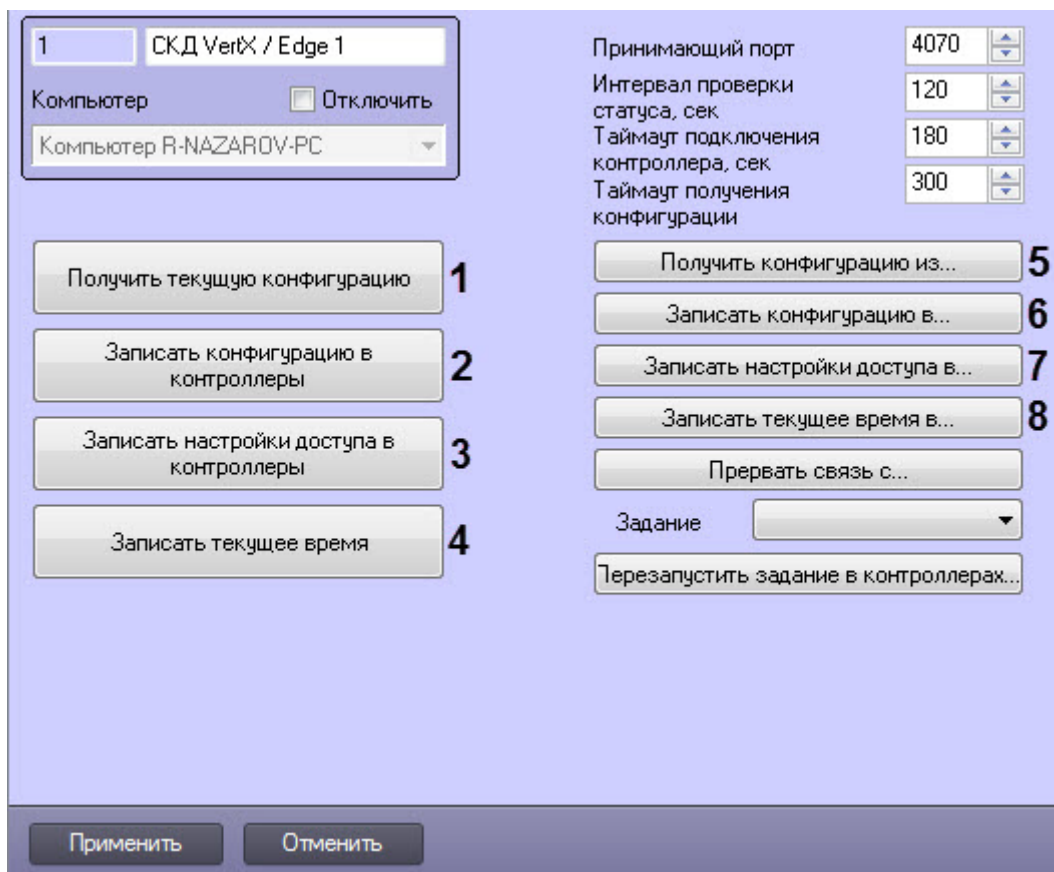 1
СКД VertX / Edge 1
Компьютер
Отключить
Компьютер R-NAZAROV-PC
Принимающий порт
4070
Интервал проверки
статуса, сек
120
Таймаут подключения
контроллера, сек
180
Таймаут получения
конфигурации
300
Получить текущую конфигурацию
1
Записать конфигурацию в
контроллеры
2
Записать настройки доступа в
контроллеры
3
Записать текущее время
4
Получить конфигурацию из...
5
Записать конфигурацию в...
6
Записать настройки доступа в...
7
Записать текущее время в...
8
Прервать связь с...
Задание
Перезапустить задание в контроллерах...
Применить
Отменить